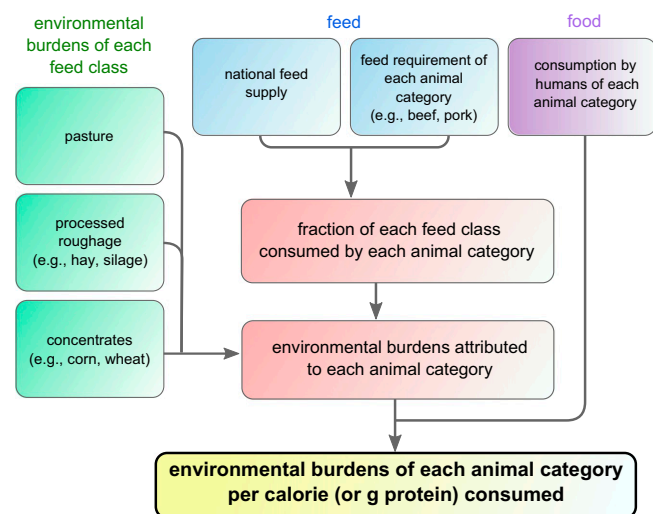 environmental
burdens of each
feed class
feed
food
national feed
supply
feed requirement of
each animal
category
(e.g., beef, pork)
consumption by
humans of each
animal category
pasture
processed
roughage
(e.g., hay, silage)
concentrates
(e.g., corn, wheat)
fraction of each feed class
consumed by each animal category
environmental burdens attributed
to each animal category
environmental burdens of each animal category
per calorie (or g protein) consumed